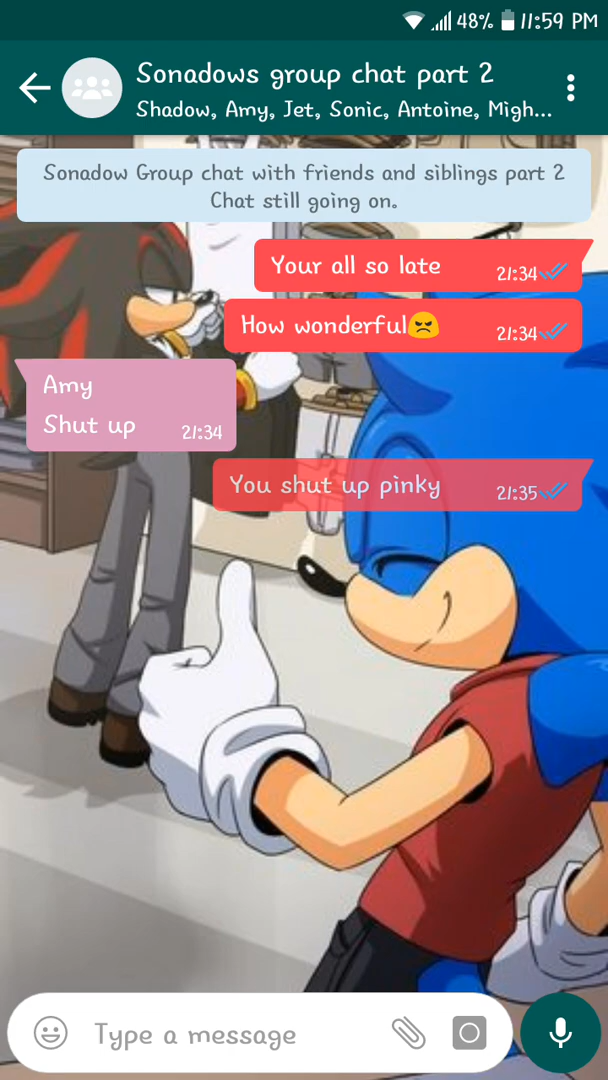 48% 11:59 PM
Sonadows group chat part 2
Shadow, Amy, Jet, Sonic, Antoine, Migh...
Sonadow Group chat with friends and siblings part 2
Chat still going on.
Your all so late 21:34
How wonderful😠 21:34
Amy
Shut up 21:34
You shut up pinky 21:35
Type a message